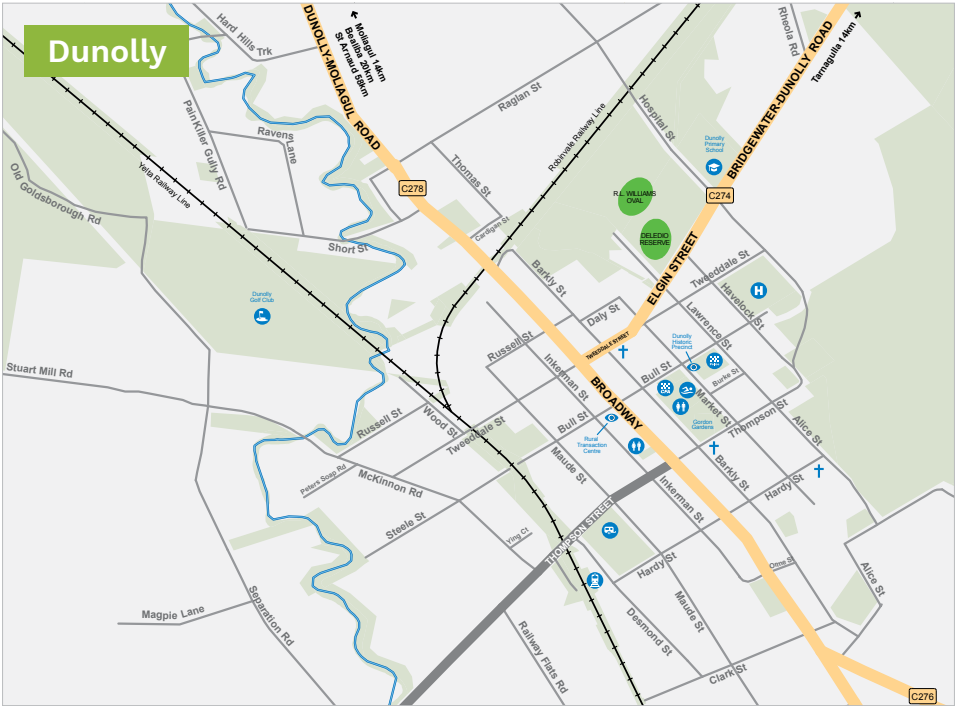 Dunolly
Hard Hills Trk
DUNOLLY-MOLIAGUL ROAD
Moliagul 14km
Bealiba 20km
St Arnaud 58km
Rheola Rd
BRIDGEWATER-DUNOLLY ROAD
Tarnagulla 14km
Raglan St
Hospital St
PainKiller Gully Rd
Ravens Lane
Robinvale Railway Line
Dunolly
Primary
School
Yelta Railway Line
Old Goldsborough Rd
Thomas St
C278
C274
R.L. WILLIAMS
OVAL
DELEDIO
RESERVE
Cardigan St
Short St
ELGIN STREET
Tweeddale St
Barkly St
Havelock St
Dunolly
Golf Club
H
Daly St
Lawrence St
Russell St
TWEEDDALE STREET
Dunolly
Historic
Precinct
Inkerman St
Bull St
Burke St
Stuart Mill Rd
BROADWAY
Market St
Gordon
Gardens
Russell St
Wood St
Tweeddale St
Bull St
Thompson St
Alice St
Rural
Transaction
Centre
Maude St
Barkly St
Peters Soap Rd
McKinnon Rd
Inkerman St
Hardy St
Steele St
Ying Ct
THOMPSON STREET
Hardy St
Orme St
Alice St
Separation Rd
Magpie Lane
Maude St
Desmond St
Railway Flats Rd
Clark St
C276